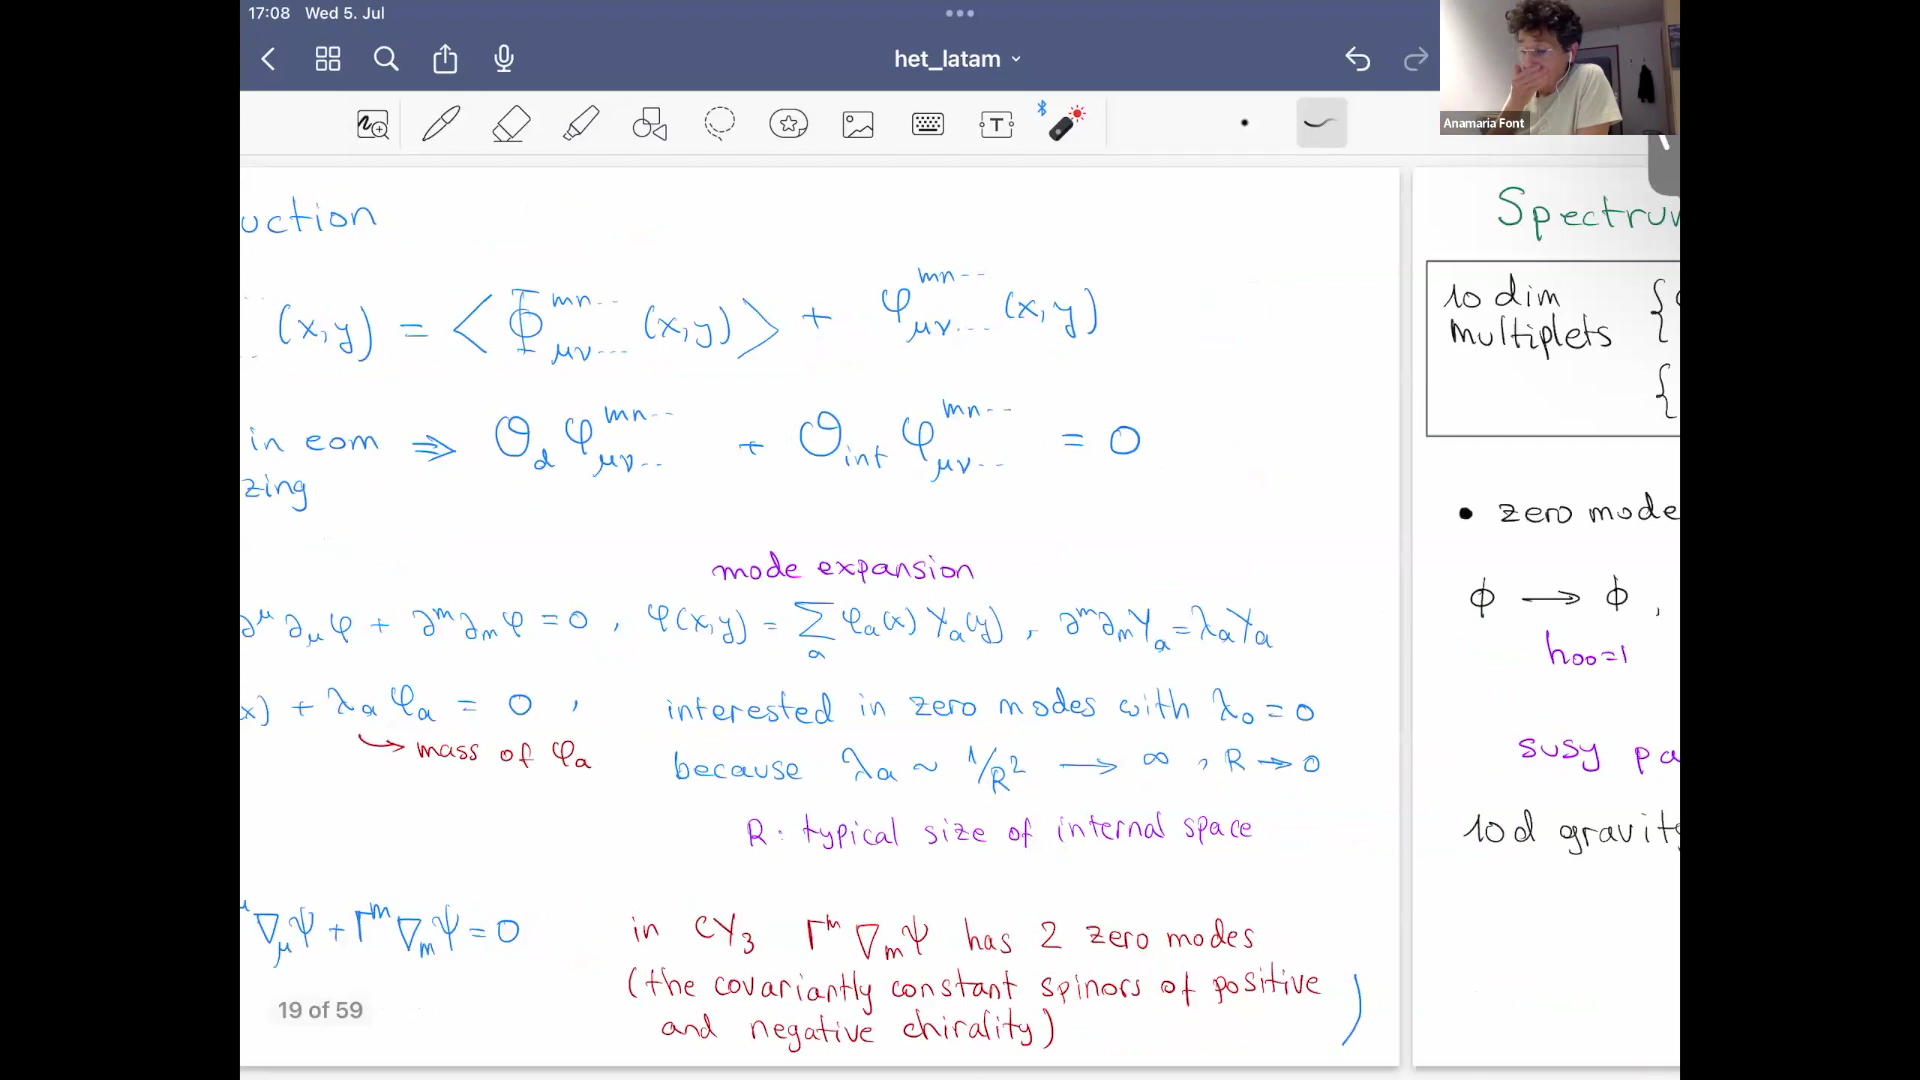 17:08 Wed 5. Jul
het_latam
T
Anamaria Font
uction
(x,y) = ⟨Φ^{mn...}_{μν...} (x,y)⟩ + φ^{mn...}_{μν...} (x,y)
in eom ⇒ O_d φ^{mn...}_{μν...} + O_int φ^{mn...}_{μν...} = 0
zing
mode expansion
∂^μ ∂_μ φ + ∂^m ∂_m φ = 0 , φ(x,y) = Σ_a φ_a(x) Y_a(y) , ∂^m ∂_m Y_a = λ_a Y_a
x) + λ_a φ_a = 0 , interested in zero modes with λ_0 = 0
→ mass of φ_a
because λ_a ~ 1/R² → ∞ , R → 0
R : typical size of internal space
∇_μ ψ + Γ^m ∇_m ψ = 0
in CY_3 Γ^m ∇_m ψ has 2 zero modes
(the covariantly constant spinors of positive
and negative chirality)
19 of 59
Spectru
10 dim
multiplets
• zero mode
ϕ → ϕ ,
h_{00}=1
susy pa
10d gravit